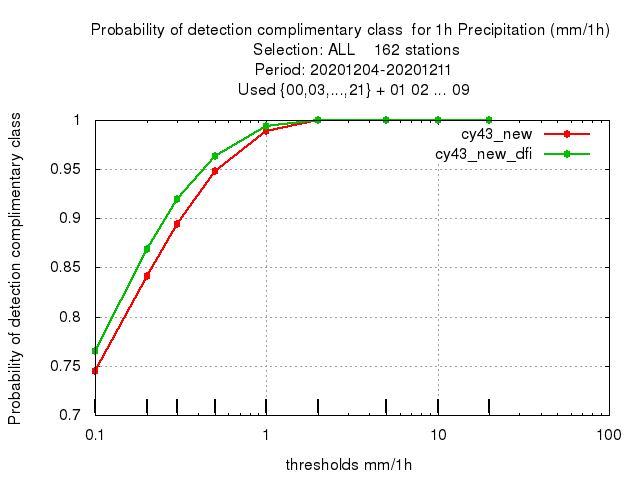 Probability of detection complimentary class  for 1h Precipitation (mm/1h)
Selection: ALL    162 stations
Period: 20201204-20201211
Used {00,03,...,21} + 01 02 ... 09
Probability of detection complimentary class
1
0.95
0.9
0.85
0.8
0.75
0.7
cy43_new
cy43_new_dfi
0.1 1 10 100
thresholds mm/1h